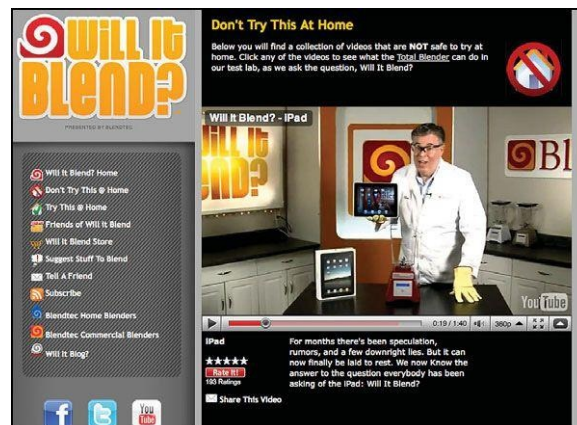 WILL IT
BLEND?
PRESENTED BY BLENDTEC
Will It Blend? Home
Don't Try This @ Home
Try This @ Home
Friends of Will It Blend
Will It Blend Store
Suggest Stuff To Blend
Tell A Friend
Subscribe
Blendtec Home Blenders
Blendtec Commercial Blenders
Will It Blog?
f
t
You
Tube
Don't Try This At Home
Below you will find a collection of videos that are NOT safe to try at
home. Click any of the videos to see what the Total Blender can do in
our test lab, as we ask the question, Will It Blend?
Will It Blend? - iPad
BL
YouTube
0:19 / 1:40 360p
iPad
Rate It!
193 Ratings
Share This Video
For months there's been speculation,
rumors, and a few downright lies. But it can
now finally be laid to rest. We now Know the
answer to the question everybody has been
asking of the iPad: Will It Blend?